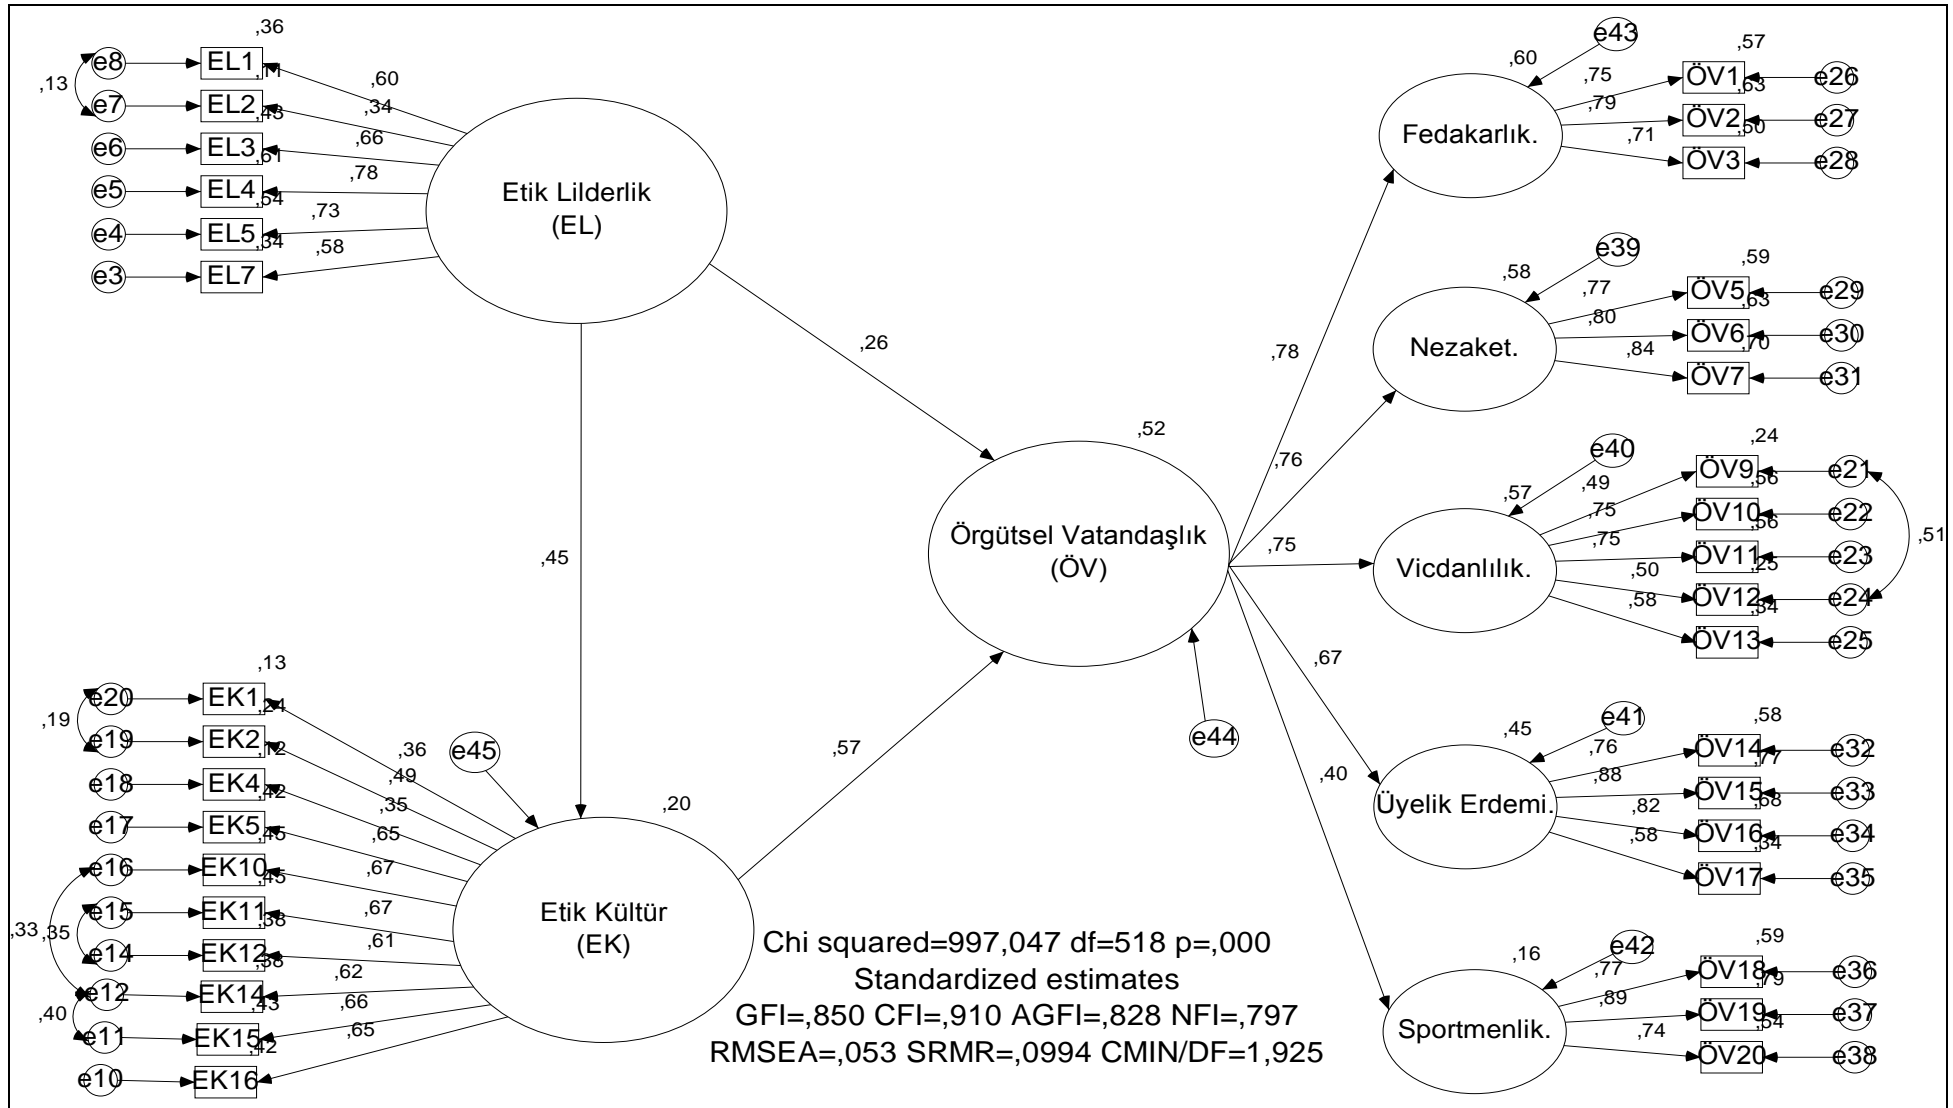 ,36
e8 EL1 ,11 ,60
,13
e7 EL2 ,43 ,34
e6 EL3 ,61 ,66
e5 EL4 ,54 ,78
e4 EL5 ,34 ,73
e3 EL7 ,58
Etik Lilderlik
(EL)
,26
,45
,13
e20 EK1 ,24 ,36
,19
e19 EK2 ,12 ,49
e18 EK4 ,42 ,35
e17 EK5 ,45 ,65
e16 EK10 ,45 ,67
e15 EK11 ,38 ,67
,33 ,35
e14 EK12 ,38 ,61
e12 EK14 ,43 ,62
,40
e11 EK15 ,42 ,66
e10 EK16 ,65
e45
,20
Etik Kültür
(EK)
,57
,52
Örgütsel Vatandaşlık
(ÖV)
e44
,78
,76
,75
,67
,40
e43
,60
Fedakarlık.
,57
,75 ÖV1 ,63 e26
,79 ÖV2 ,50 e27
,71 ÖV3 e28
e39
,58
Nezaket.
,59
,77 ÖV5 ,63 e29
,80 ÖV6 ,70 e30
,84 ÖV7 e31
e40
,57
Vicdanlılık.
,24
,49 ÖV9 ,56 e21
,75 ÖV10 ,56 e22
,51
,75 ÖV11 ,25 e23
,50 ÖV12 ,34 e24
,58 ÖV13 e25
e41
,45
Üyelik Erdemi.
,58
,76 ÖV14 ,77 e32
,88 ÖV15 ,68 e33
,82 ÖV16 ,34 e34
,58 ÖV17 e35
e42
,16
Sportmenlik.
,59
,77 ÖV18 ,79 e36
,89 ÖV19 ,54 e37
,74 ÖV20 e38
Chi squared=997,047 df=518 p=,000
Standardized estimates
GFI=,850 CFI=,910 AGFI=,828 NFI=,797
RMSEA=,053 SRMR=,0994 CMIN/DF=1,925